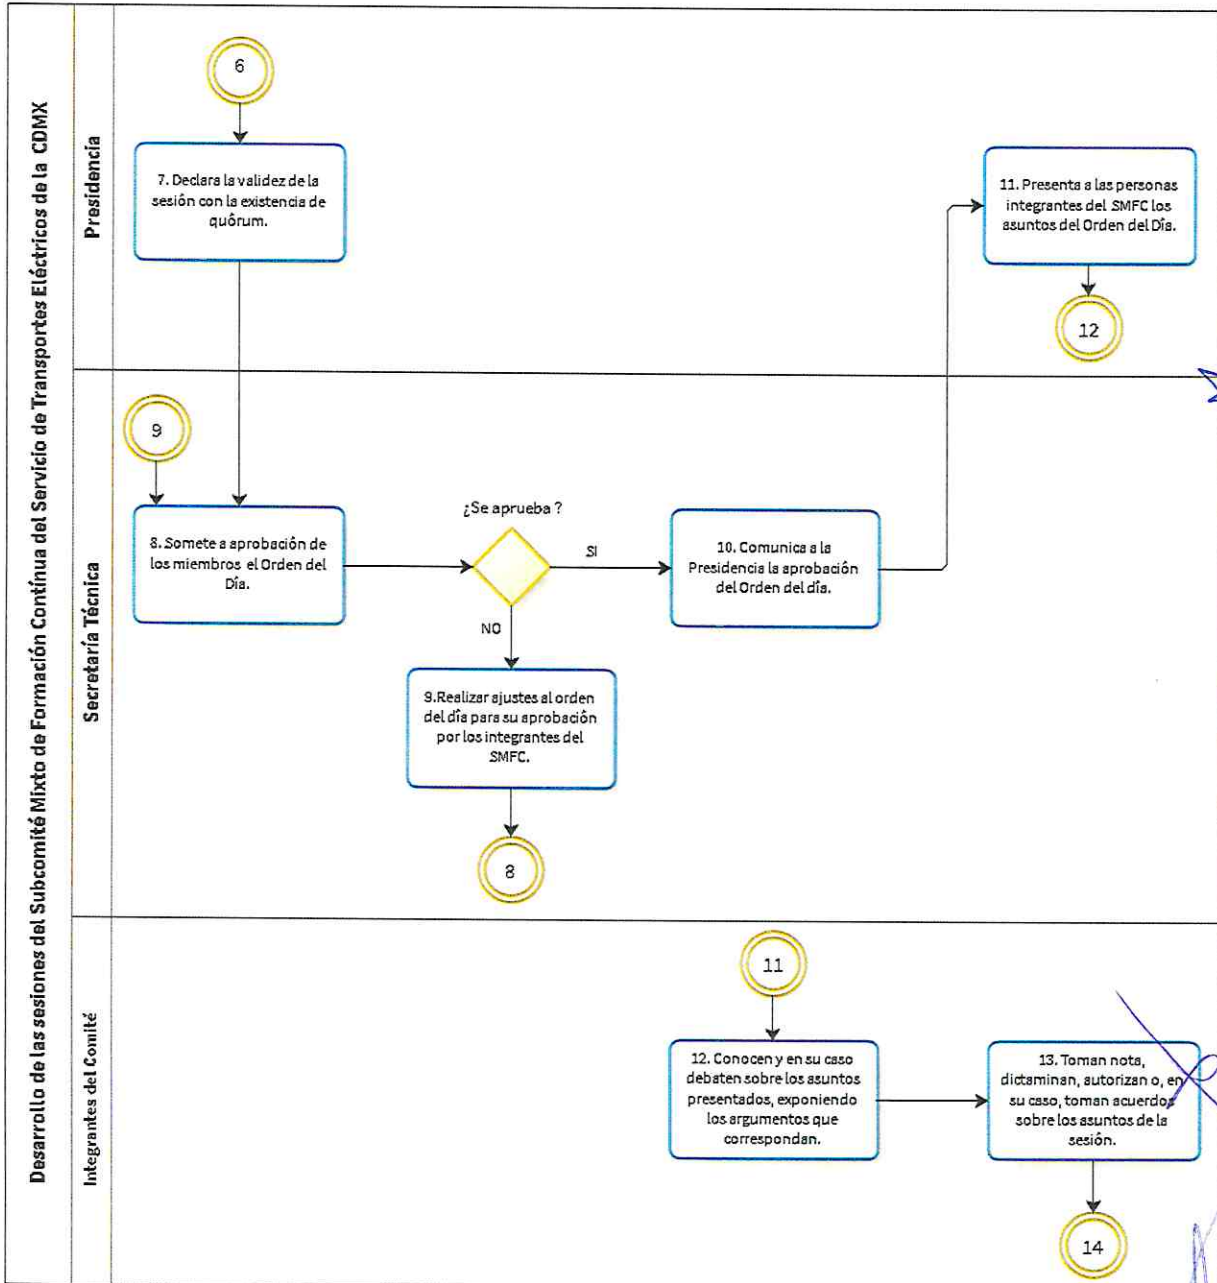 Desarrollo de las sesiones del Subcomité Mixto de Formación Contínua del Servicio de Transportes Eléctricos de la CDMX
Presidencia
6
7. Declara la validez de la
sesión con la existencia de
quórum.
11. Presenta a las personas
integrantes del SMFC los
asuntos del Orden del Día.
12
Secretaría Técnica
9
8. Somete a aprobación de
los miembros el Orden del
Día.
¿Se aprueba ?
SI
10. Comunica a la
Presidencia la aprobación
del Orden del día.
NO
9.Realizar ajustes al orden
del día para su aprobación
por los integrantes del
SMFC.
8
Integrantes del Comité
11
12. Conocen y en su caso
debaten sobre los asuntos
presentados, exponiendo
los argumentos que
correspondan.
13. Toman nota,
dictaminan, autorizan o, en
su caso, toman acuerdos
sobre los asuntos de la
sesión.
14